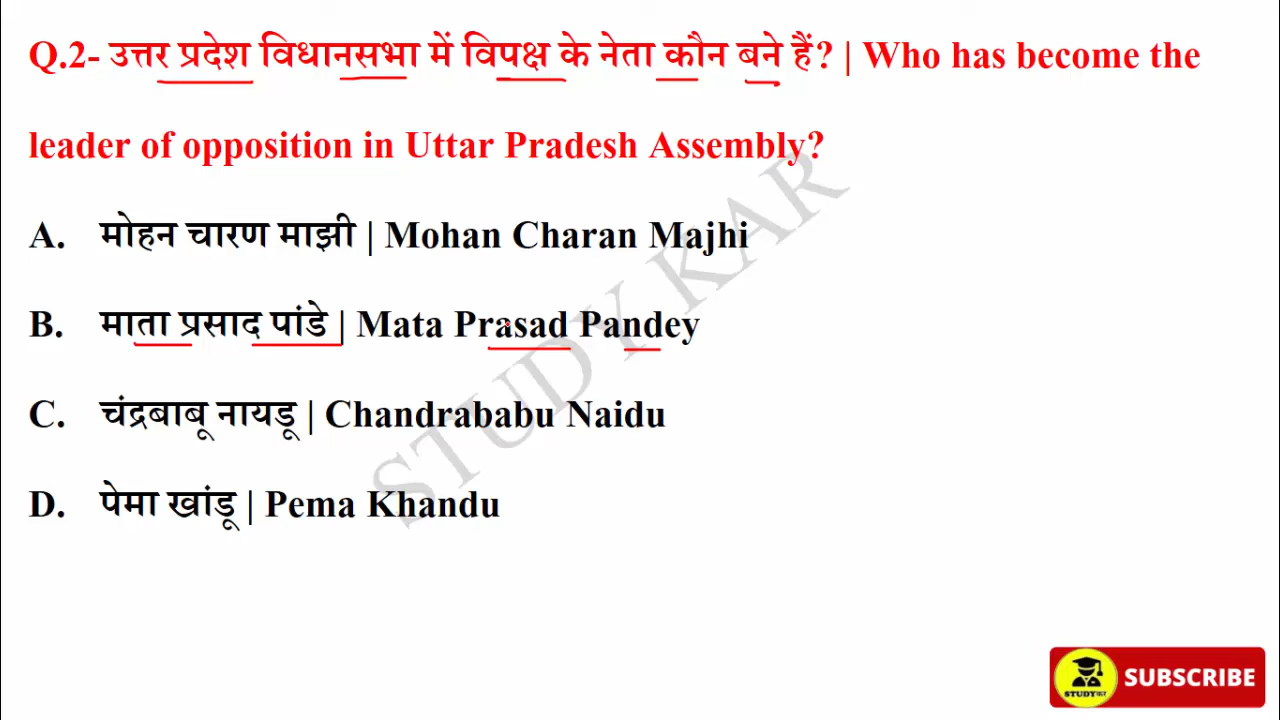 Q.2- उत्तर प्रदेश विधानसभा में विपक्ष के नेता कौन बने हैं? | Who has become the
leader of opposition in Uttar Pradesh Assembly?
A. मोहन चारण माझी | Mohan Charan Majhi
B. माता प्रसाद पांडे | Mata Prasad Pandey
C. चंद्रबाबू नायडू | Chandrababu Naidu
D. पेमा खांडू | Pema Khandu
STUDY KAR
STUDYकर
SUBSCRIBE